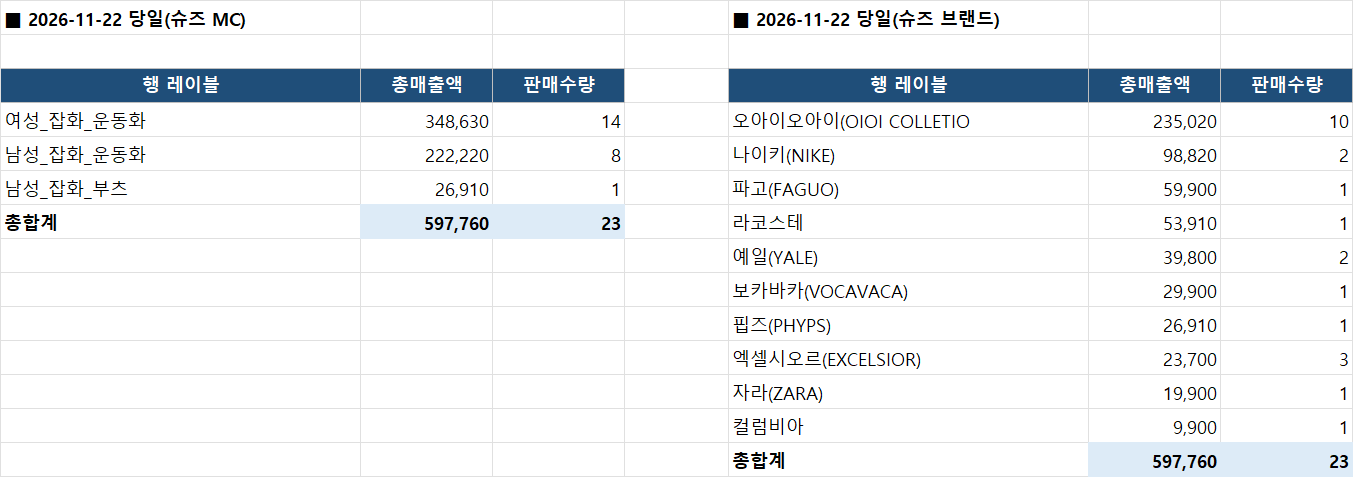 ■ 2026-11-22 당일(슈즈 MC)
행 레이블 총매출액 판매수량
여성_잡화_운동화 348,630 14
남성_잡화_운동화 222,220 8
남성_잡화_부츠 26,910 1
총합계 597,760 23
■ 2026-11-22 당일(슈즈 브랜드)
행 레이블 총매출액 판매수량
오아이오아이(OIOI COLLETIO 235,020 10
나이키(NIKE) 98,820 2
파고(FAGUO) 59,900 1
라코스테 53,910 1
예일(YALE) 39,800 2
보카바카(VOCAVACA) 29,900 1
핍즈(PHYPS) 26,910 1
엑셀시오르(EXCELSIOR) 23,700 3
자라(ZARA) 19,900 1
컬럼비아 9,900 1
총합계 597,760 23